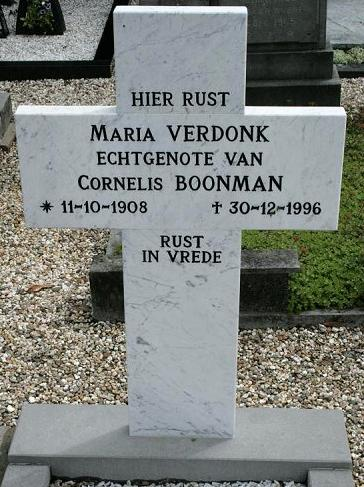 HIER RUST
MARIA VERDONK
ECHTGENOTE VAN
CORNELIS BOONMAN
* 11-10-1908 † 30-12-1996
RUST
IN VREDE